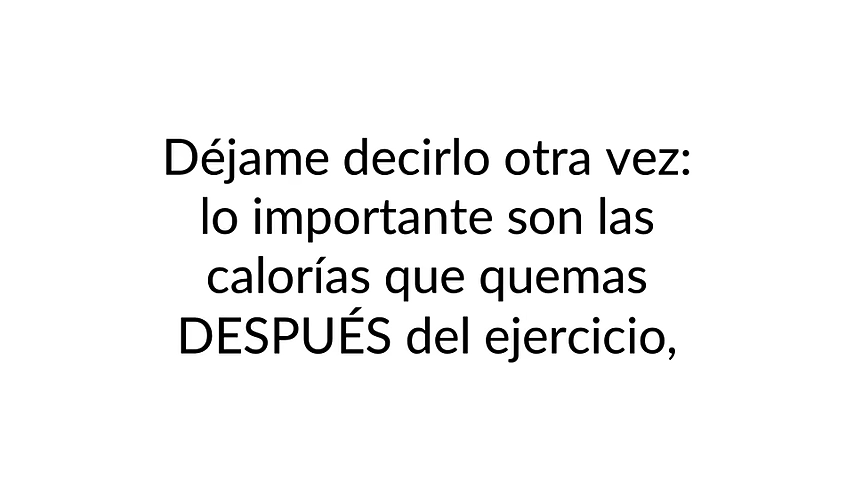 Déjame decirlo otra vez:
lo importante son las
calorías que quemas
DESPUÉS del ejercicio,